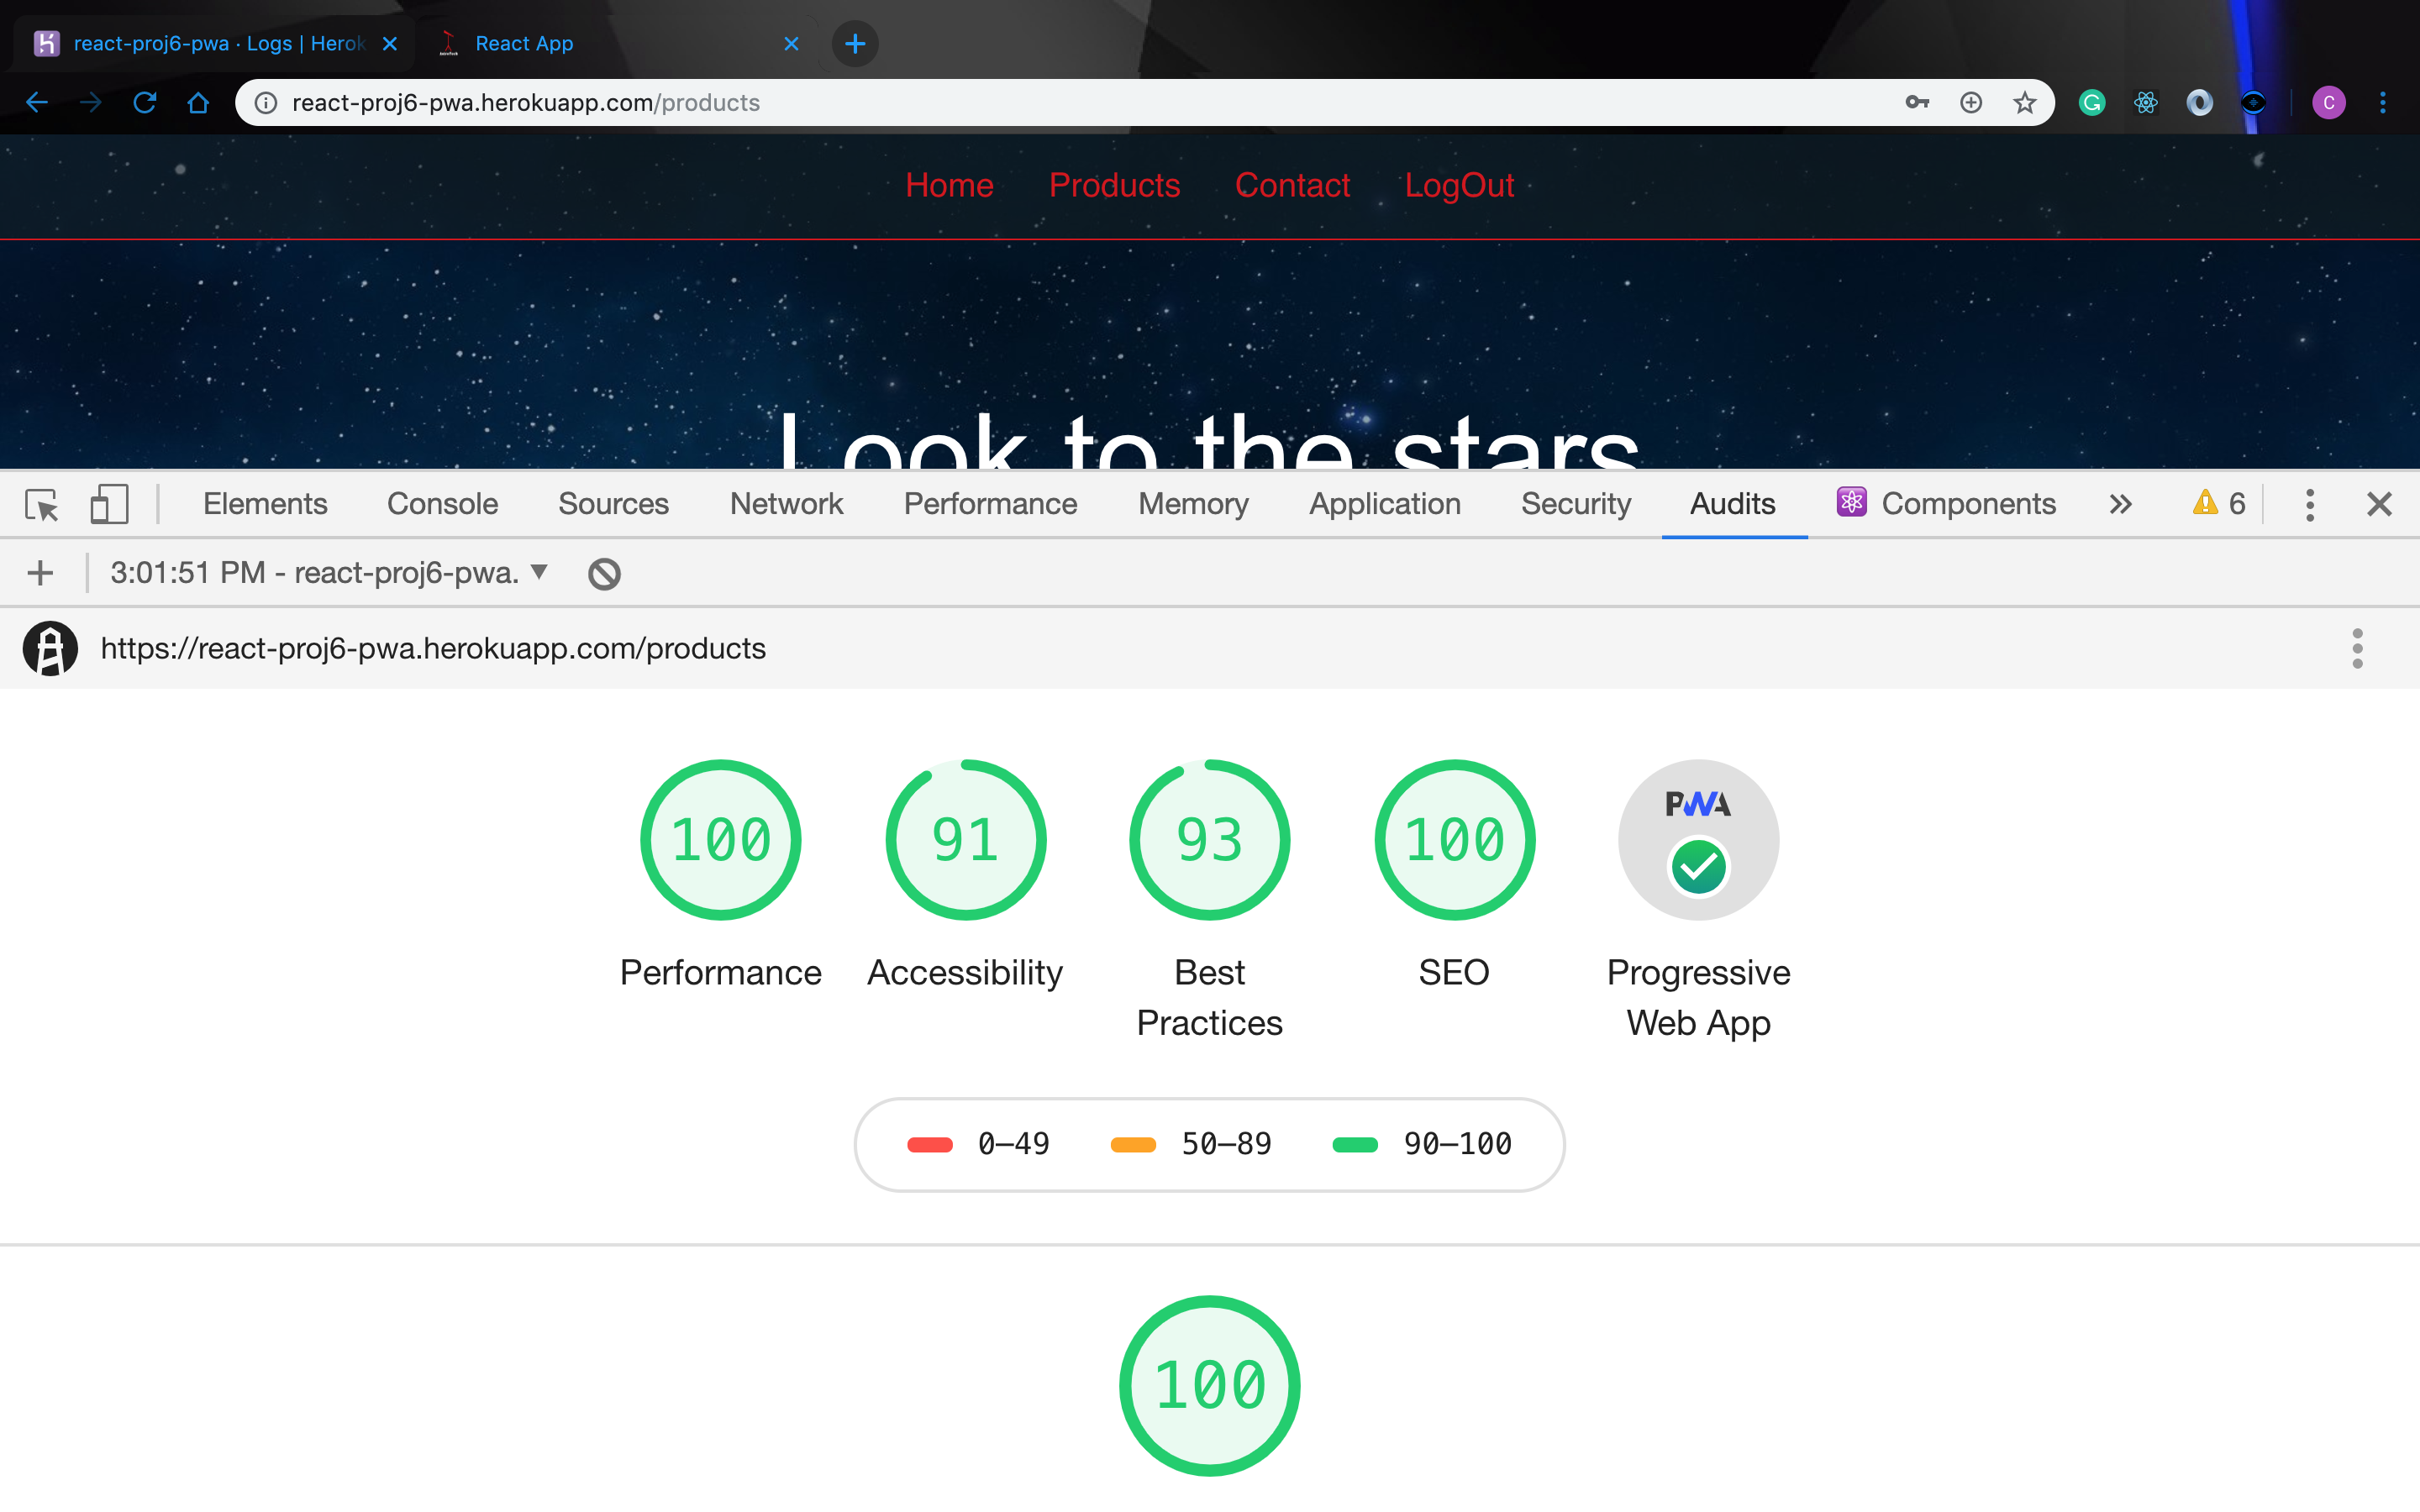 react-proj6-pwa · Logs | Herok
React App
react-proj6-pwa.herokuapp.com/products
C
Home Products Contact LogOut
Look to the stars
Elements Console Sources Network Performance Memory Application Security Audits Components 6
3:01:51 PM - react-proj6-pwa.
https://react-proj6-pwa.herokuapp.com/products
100 91 93 100 PWA
Performance Accessibility Best Practices SEO Progressive Web App
0–49 50–89 90–100
100